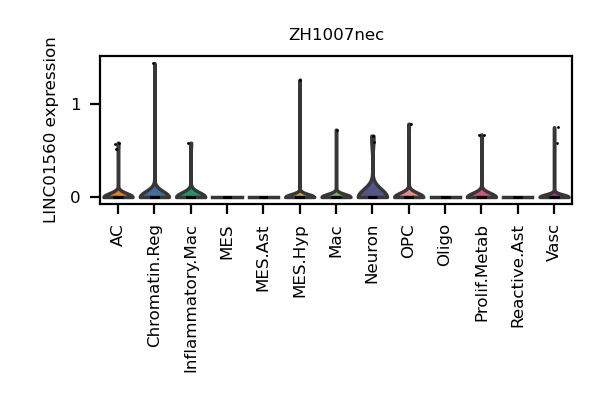 ZH1007nec
LINC01560 expression
1
0
AC
Chromatin.Reg
Inflammatory.Mac
MES
MES.Ast
MES.Hyp
Mac
Neuron
OPC
Oligo
Prolif.Metab
Reactive.Ast
Vasc